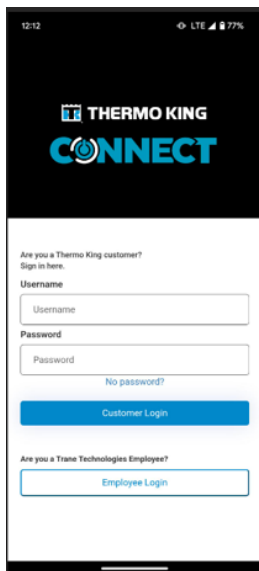 12:12 LTE 77%
THERMO KING
CONNECT
Are you a Thermo King customer?
Sign in here.
Username
Username
Password
Password
No password?
Customer Login
Are you a Trane Technologies Employee?
Employee Login